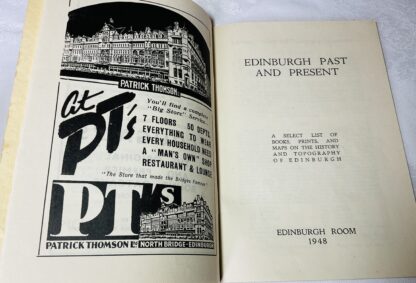 PATRICK THOMSON
At PT's
You'll find a complete
"Big Store" Service...
7 FLOORS 50 DEPTS.
EVERYTHING TO WEAR
EVERY HOUSEHOLD NEED
A "MAN'S OWN" SHOP
RESTAURANT & LOUNGE
"The Store that made the Bridges Famous"
PT's
PATRICK THOMSON LTD NORTH BRIDGE - EDINBURGH
EDINBURGH PAST
AND PRESENT
A SELECT LIST OF
BOOKS, PRINTS, AND
MAPS ON THE HISTORY
AND TOPOGRAPHY
OF EDINBURGH
EDINBURGH ROOM
1948